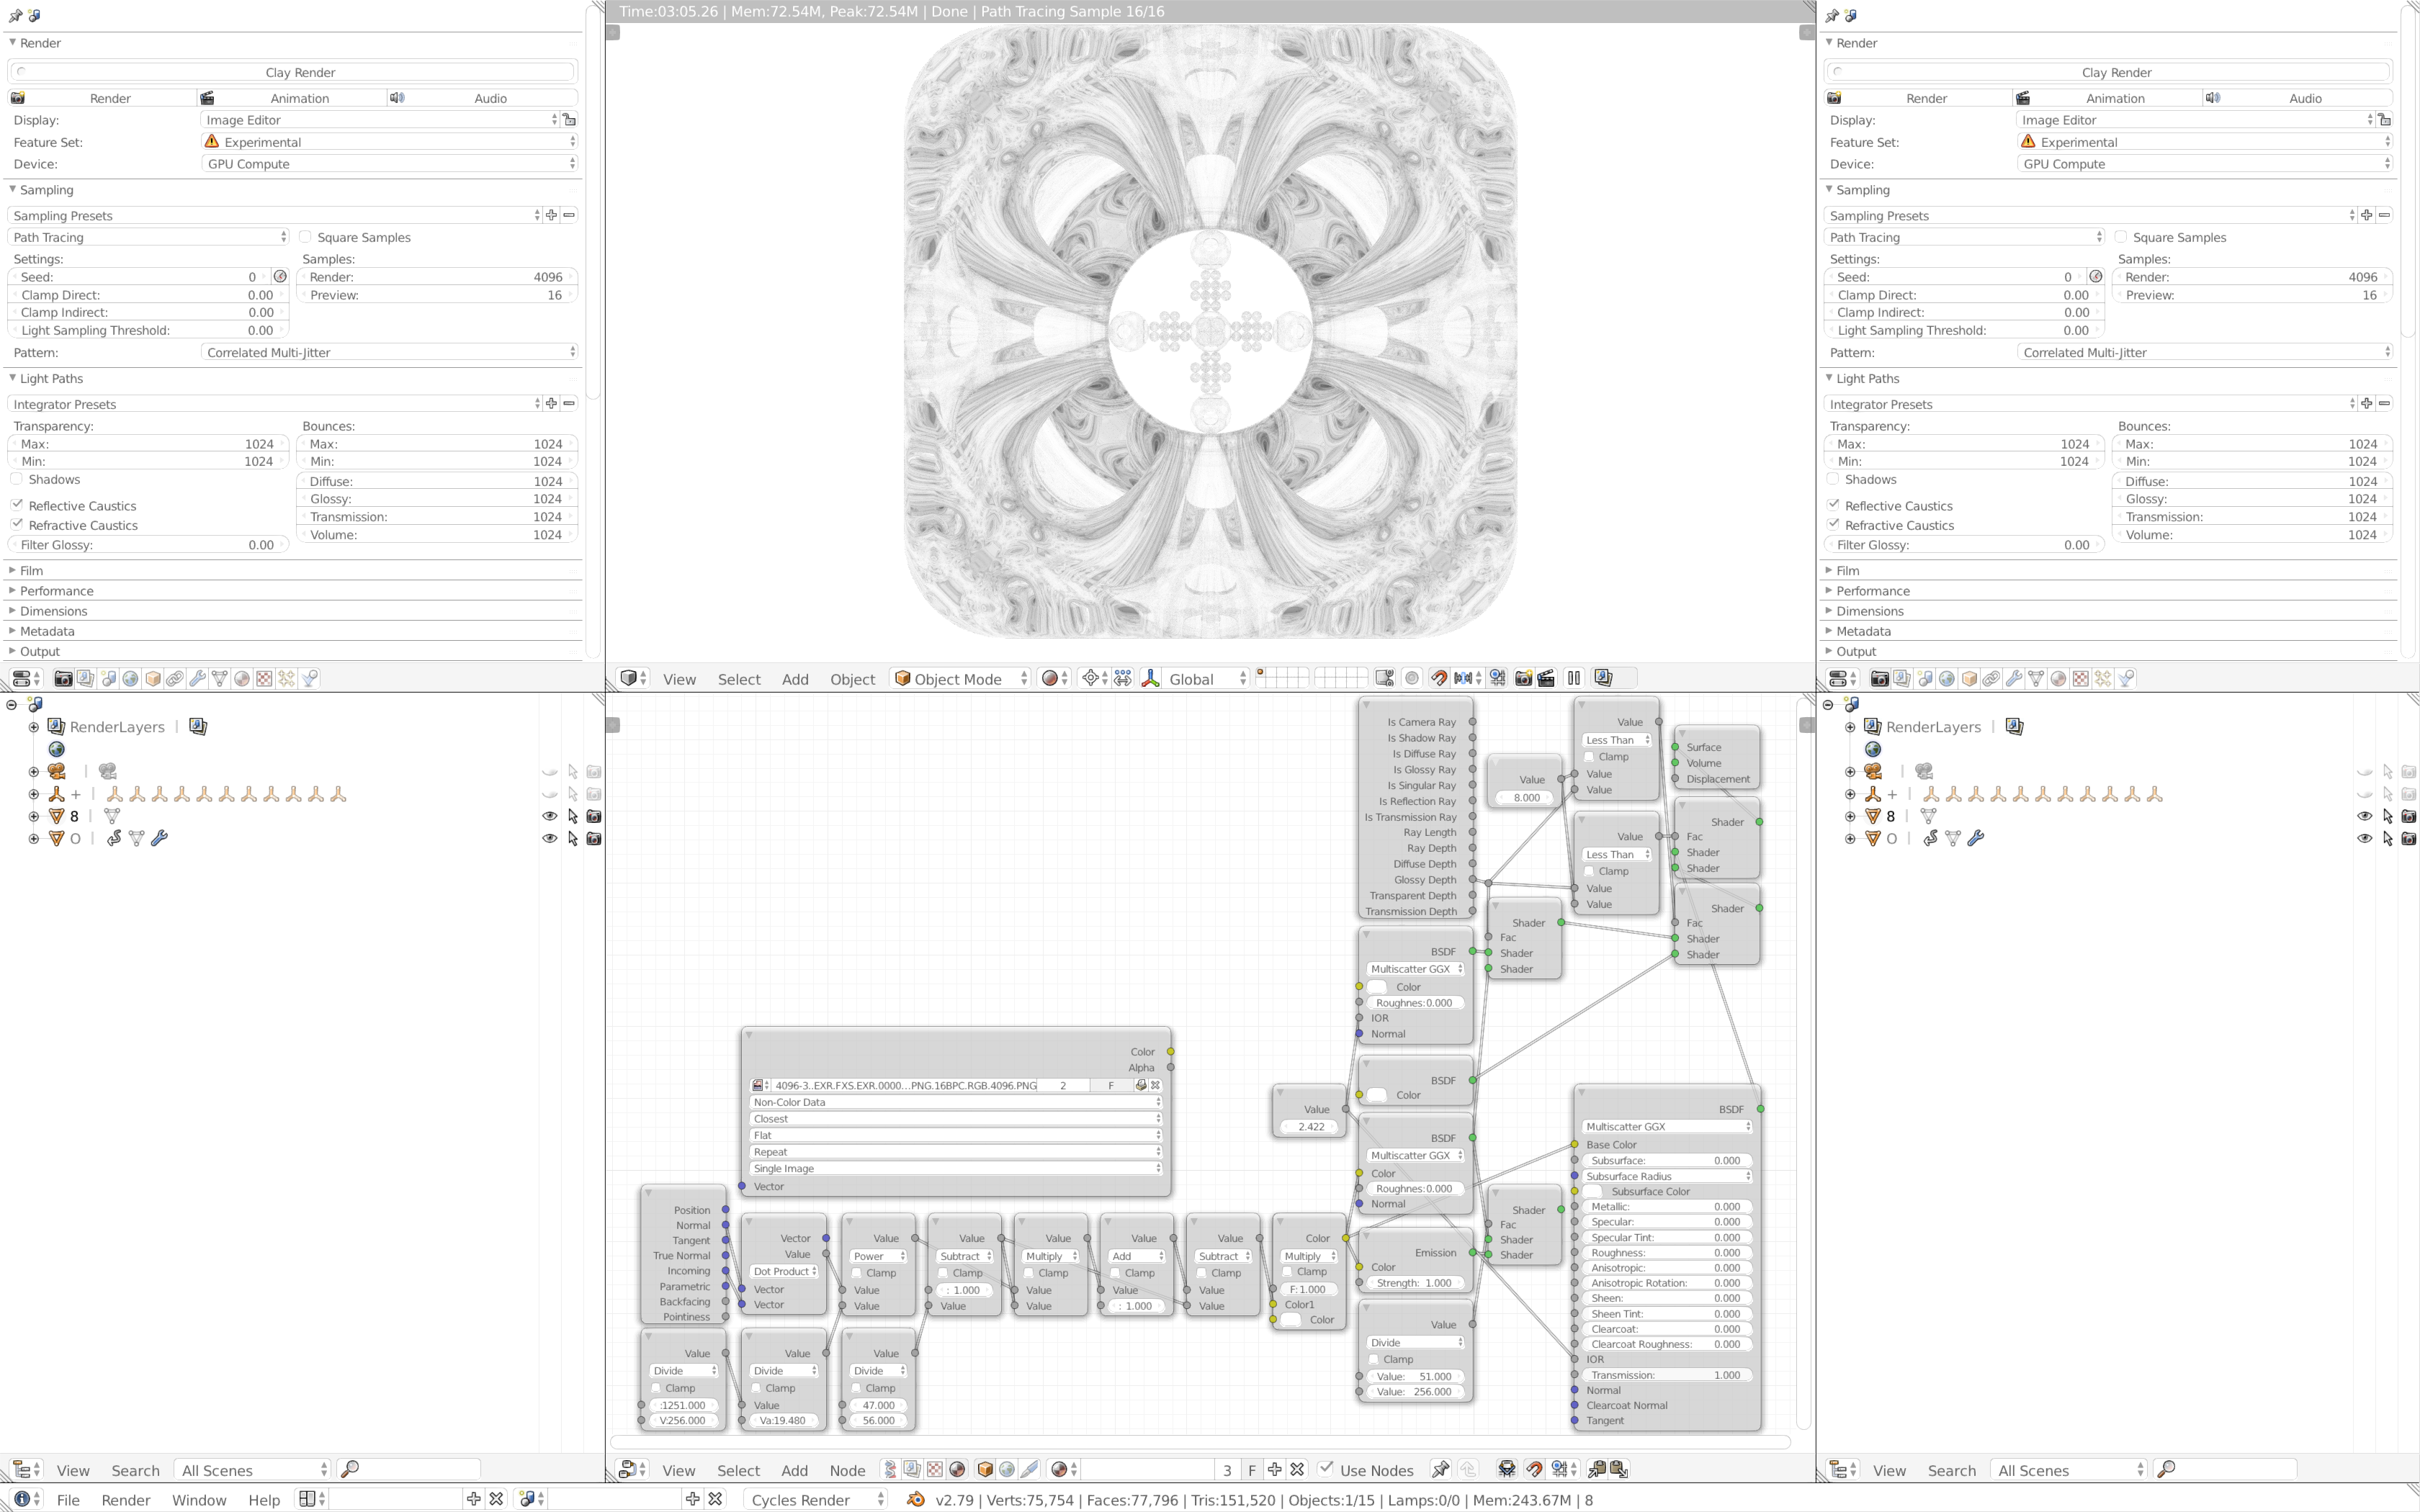 Time:03:05.26 | Mem:72.54M, Peak:72.54M | Done | Path Tracing Sample 16/16
Render
Clay Render
Render Animation Audio
Display: Image Editor
Feature Set: Experimental
Device: GPU Compute
Sampling
Sampling Presets
Path Tracing Square Samples
Settings: Samples:
Seed: 0 Render: 4096
Clamp Direct: 0.00 Preview: 16
Clamp Indirect: 0.00
Light Sampling Threshold: 0.00
Pattern: Correlated Multi-Jitter
Light Paths
Integrator Presets
Transparency: Bounces:
Max: 1024 Max: 1024
Min: 1024 Min: 1024
Shadows Diffuse: 1024
Reflective Caustics Glossy: 1024
Refractive Caustics Transmission: 1024
Filter Glossy: 0.00 Volume: 1024
Film
Performance
Dimensions
Metadata
Output
View Select Add Object Object Mode Global
Render
Clay Render
Render Animation Audio
Display: Image Editor
Feature Set: Experimental
Device: GPU Compute
Sampling
Sampling Presets
Path Tracing Square Samples
Settings: Samples:
Seed: 0 Render: 4096
Clamp Direct: 0.00 Preview: 16
Clamp Indirect: 0.00
Light Sampling Threshold: 0.00
Pattern: Correlated Multi-Jitter
Light Paths
Integrator Presets
Transparency: Bounces:
Max: 1024 Max: 1024
Min: 1024 Min: 1024
Shadows Diffuse: 1024
Reflective Caustics Glossy: 1024
Refractive Caustics Transmission: 1024
Filter Glossy: 0.00 Volume: 1024
Film
Performance
Dimensions
Metadata
Output
RenderLayers |
|
+ |
8 |
O |
View Search All Scenes
Is Camera Ray
Is Shadow Ray
Is Diffuse Ray
Is Glossy Ray
Is Singular Ray
Is Reflection Ray
Is Transmission Ray
Ray Length
Ray Depth
Diffuse Depth
Glossy Depth
Transparent Depth
Transmission Depth
Value
8.000
Value
Less Than
Clamp
Value
Value
Value
Less Than
Clamp
Value
Value
Surface
Volume
Displacement
Shader
Fac
Shader
Shader
Shader
Fac
Shader
Shader
Shader
Fac
Shader
Shader
BSDF
Multiscatter GGX
Color
Roughnes:0.000
IOR
Normal
BSDF
Color
BSDF
Multiscatter GGX
Color
Roughnes:0.000
Normal
Emission
Color
Strength: 1.000
Value
Divide
Clamp
Value: 51.000
Value: 256.000
Shader
Fac
Shader
Shader
BSDF
Multiscatter GGX
Base Color
Subsurface: 0.000
Subsurface Radius
Subsurface Color
Metallic: 0.000
Specular: 0.000
Specular Tint: 0.000
Roughness: 0.000
Anisotropic: 0.000
Anisotropic Rotation: 0.000
Sheen: 0.000
Sheen Tint: 0.000
Clearcoat: 0.000
Clearcoat Roughness: 0.000
IOR
Transmission: 1.000
Normal
Clearcoat Normal
Tangent
Color
Alpha
4096-3..EXR.FXS.EXR.0000...PNG.16BPC.RGB.4096.PNG 2 F
Non-Color Data
Closest
Flat
Repeat
Single Image
Vector
Value
2.422
Position
Normal
Tangent
True Normal
Incoming
Parametric
Backfacing
Pointiness
Vector
Value
Dot Product
Vector
Vector
Value
Power
Clamp
Value
Value
Value
Subtract
Clamp
: 1.000
Value
Value
Multiply
Clamp
Value
Value
Value
Add
Clamp
Value
: 1.000
Value
Subtract
Clamp
Value
Value
Color
Multiply
Clamp
F:1.000
Color1
Color
Value
Divide
Clamp
:1251.000
V:256.000
Value
Divide
Clamp
Value
Va:19.480
Value
Divide
Clamp
47.000
56.000
View Select Add Node 3 F Use Nodes
RenderLayers |
|
+ |
8 |
O |
View Search All Scenes
File Render Window Help Cycles Render v2.79 | Verts:75,754 | Faces:77,796 | Tris:151,520 | Objects:1/15 | Lamps:0/0 | Mem:243.67M | 8